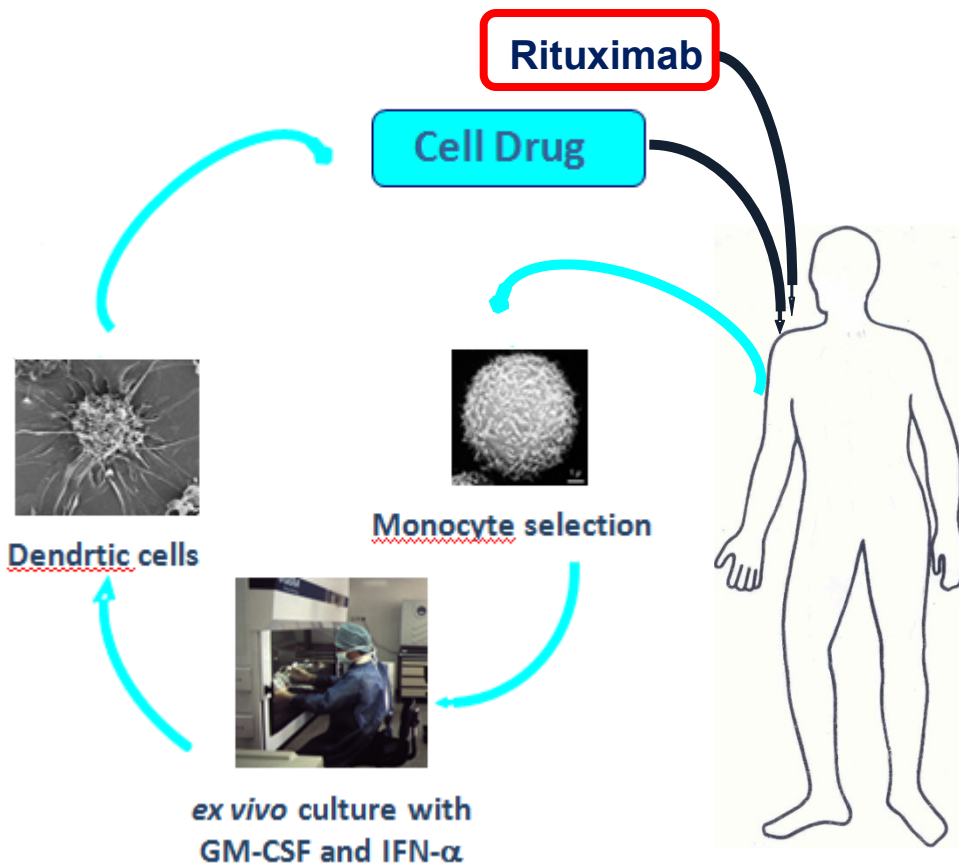 Rituximab
Cell Drug
Monocyte selection
Dendrtic cells
ex vivo culture with
GM-CSF and IFN-α